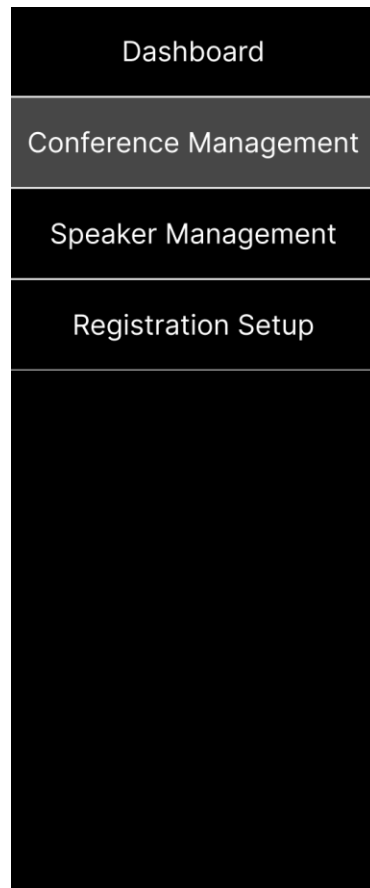 Dashboard
Conference Management
Speaker Management
Registration Setup